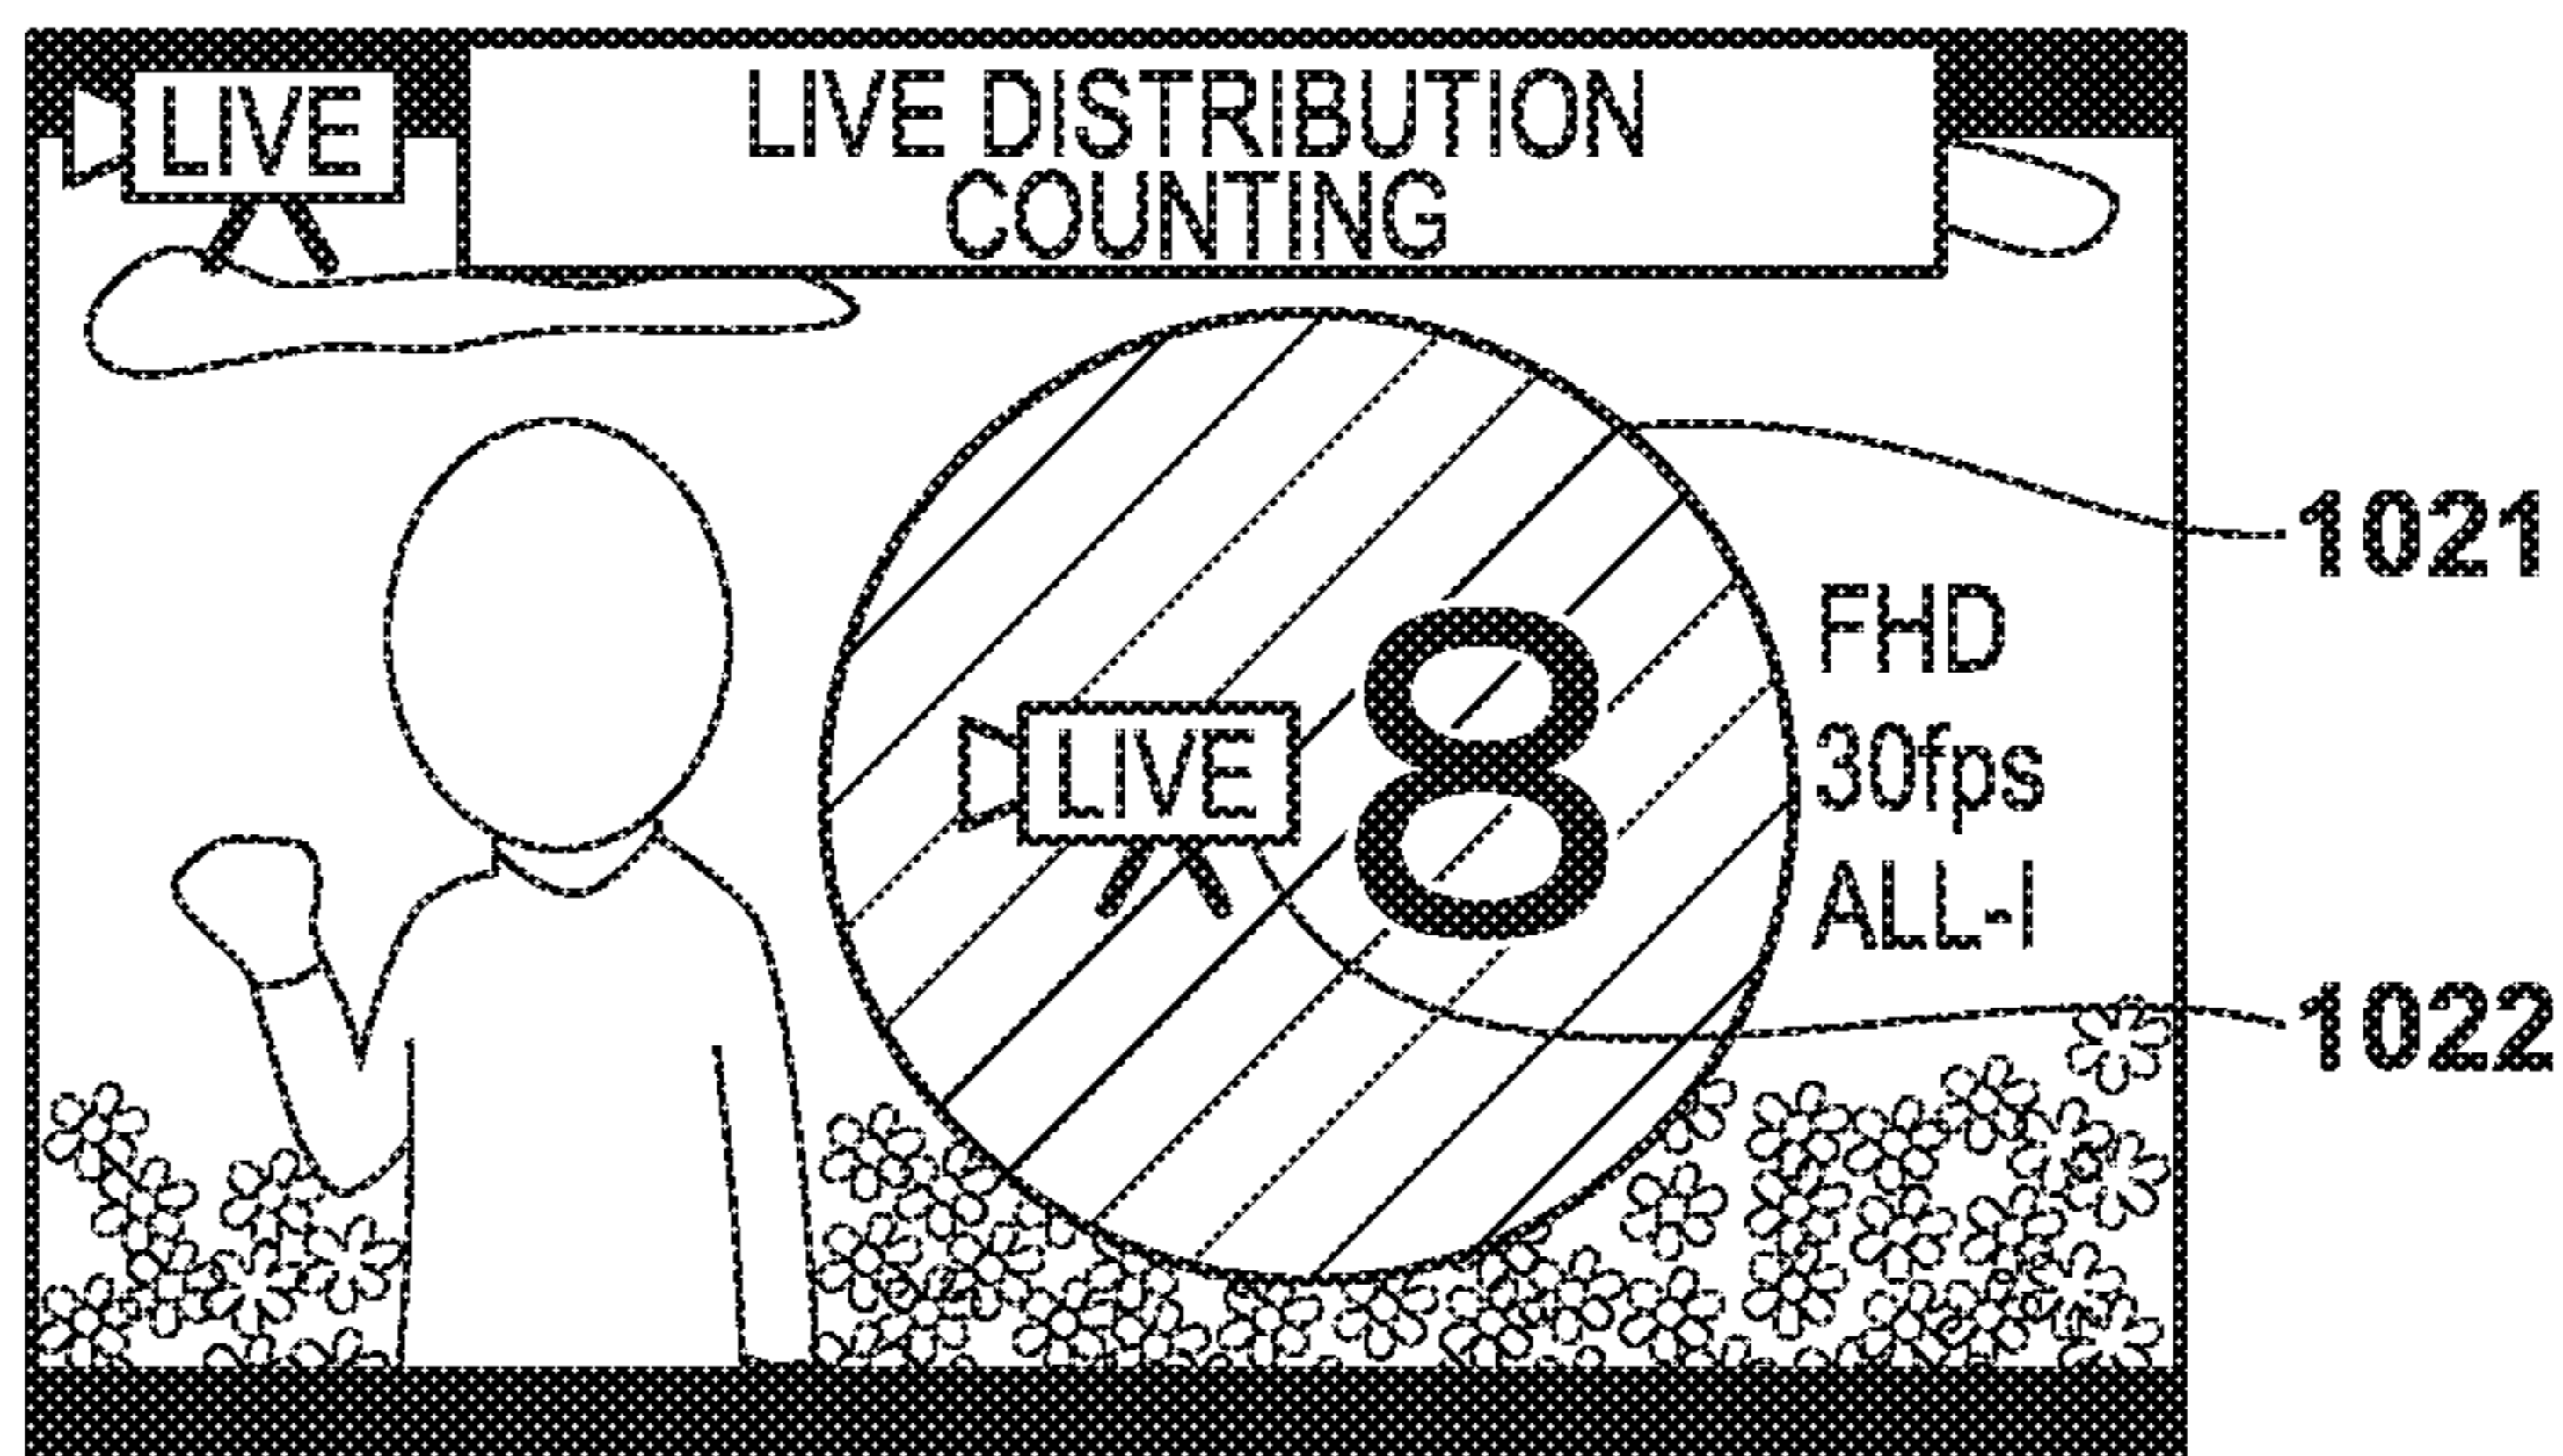 LIVE
LIVE DISTRIBUTION
COUNTING
1021
FHD
LIVE
8
30fps
ALL-I
1022